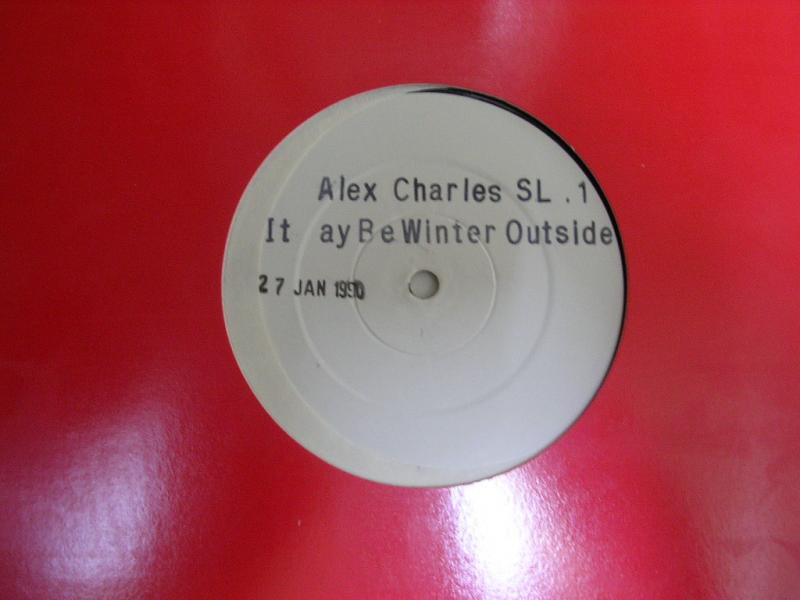 Alex Charles SL .1
It ay Be Winter Outside
27 JAN 1990